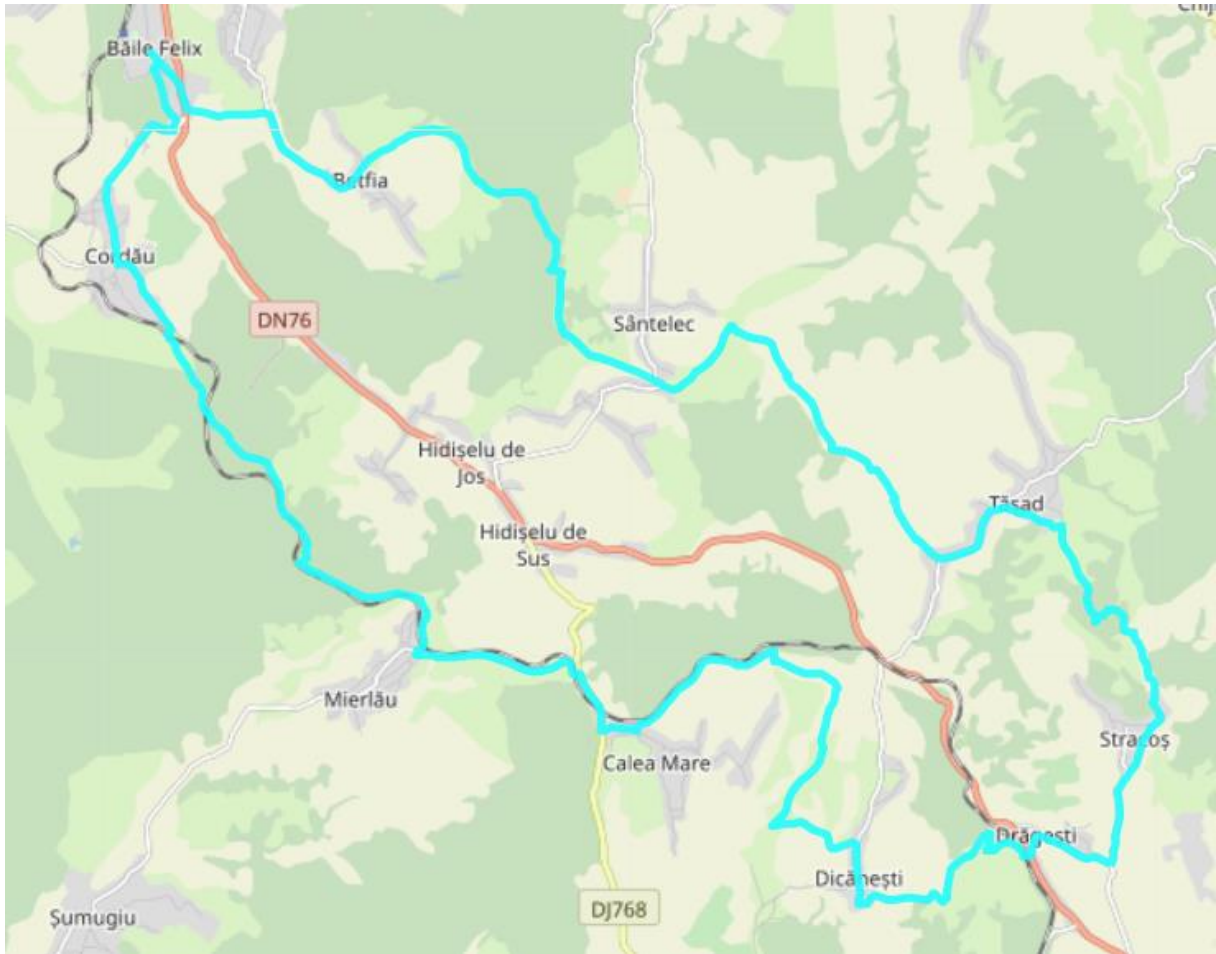 Băile Felix
Betfia
Cordău
DN76
Sântelec
Hidișelu de
Jos
Tășad
Hidișelu de
Sus
Mierlău
Stracoș
Calea Mare
Drăgești
Dicănești
DJ768
Șumugiu